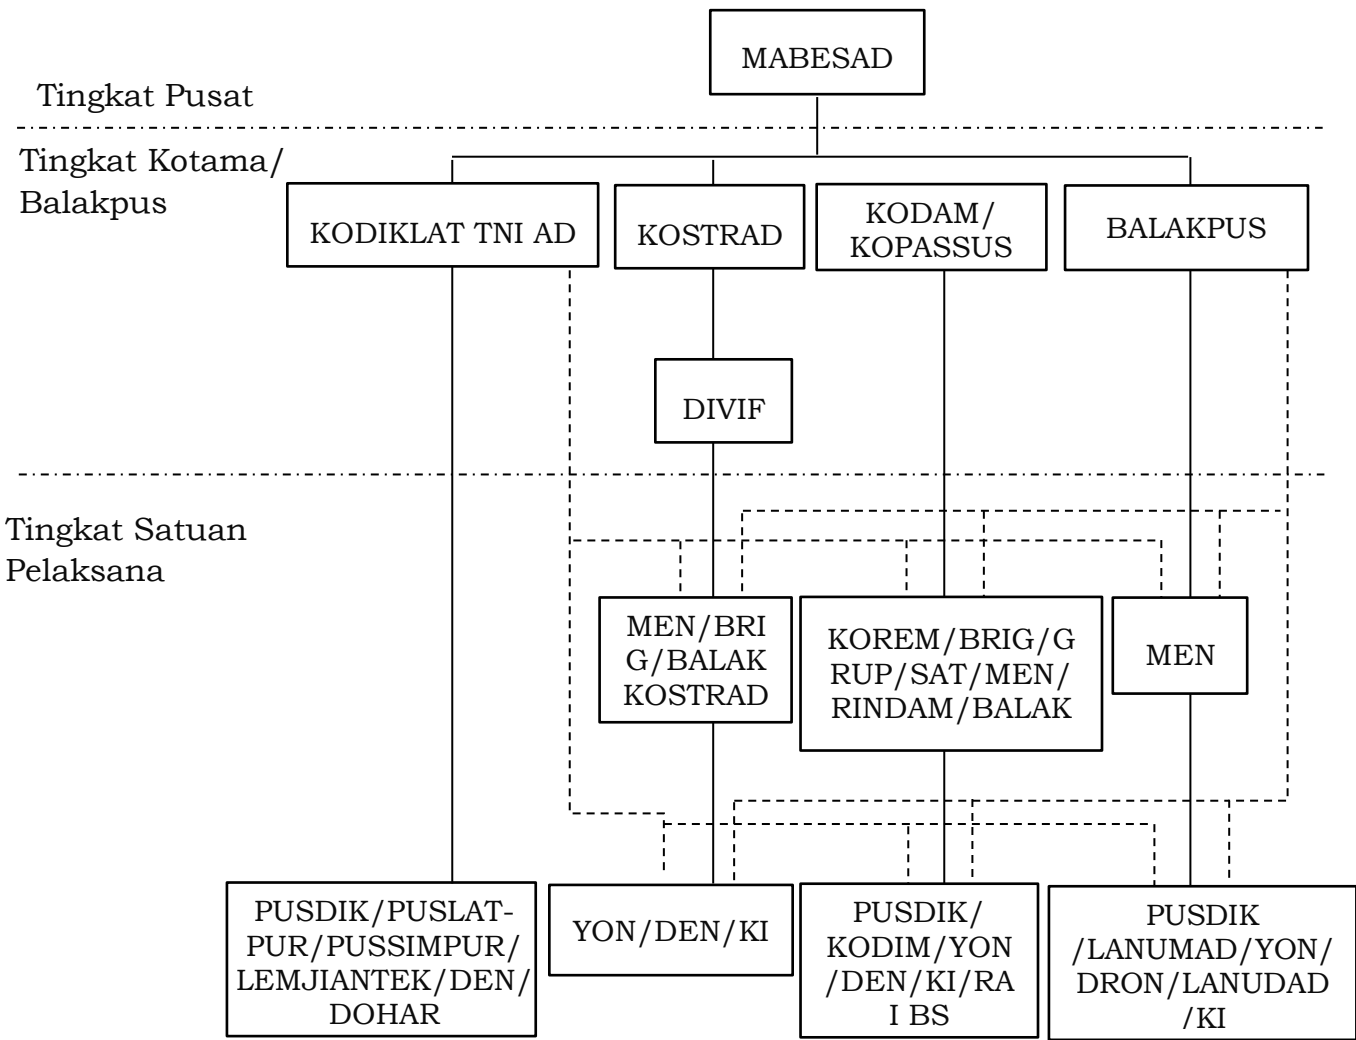 MABESAD
Tingkat Pusat
Tingkat Kotama/
Balakpus
KODIKLAT TNI AD
KOSTRAD
KODAM/
KOPASSUS
BALAKPUS
DIVIF
Tingkat Satuan
Pelaksana
MEN/BRI
G/BALAK
KOSTRAD
KOREM/BRIG/G
RUP/SAT/MEN/
RINDAM/BALAK
MEN
PUSDIK/PUSLAT-
PUR/PUSSIMPUR/
LEMJIANTEK/DEN/
DOHAR
YON/DEN/KI
PUSDIK/
KODIM/YON
/DEN/KI/RA
I BS
PUSDIK
/LANUMAD/YON/
DRON/LANUDAD
/KI